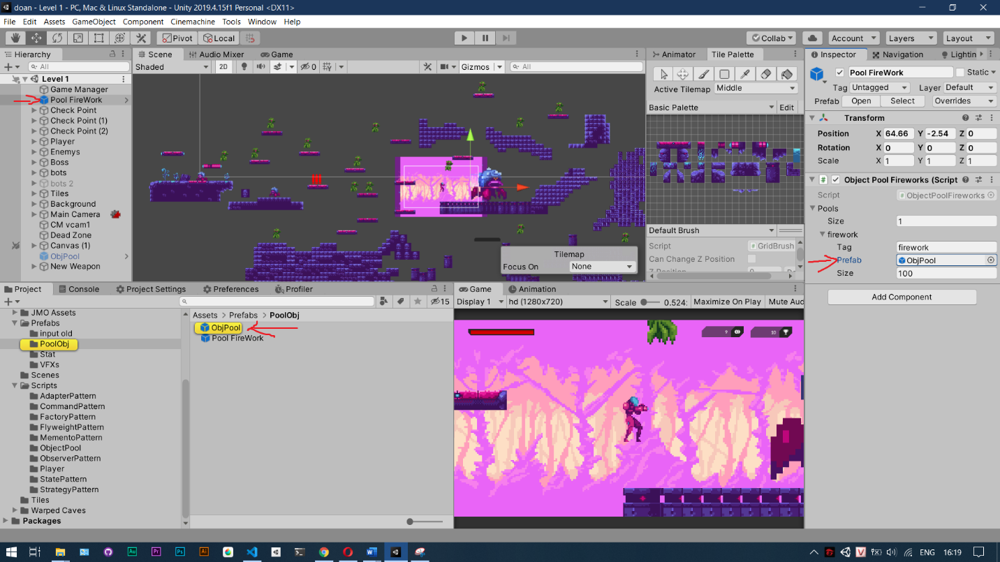 doan - Level 1 - PC, Mac & Linux Standalone - Unity 2019.4.15f1 Personal <DX11>
File Edit Assets GameObject Component Cinemachine Tools Window Help
Pivot Local Collab Account Layers Layout
Hierarchy
All
Level 1
Game Manager
Pool FireWork
Check Point
Check Point (1)
Check Point (2)
Player
Enemys
Boss
bots
bots 2
Tiles
Background
Main Camera
CM vcam1
Dead Zone
Canvas (1)
ObjPool
New Weapon
Scene Audio Mixer Game
Shaded 2D 0 Gizmos All
Tilemap
Focus On None
Animator Tile Palette
Active Tilemap Middle
Basic Palette Edit
Default Brush
Script GridBrush
Can Change Z Position
Z Position 0
Inspector Navigation Lightin
Pool FireWork Static
Tag Untagged Layer Default
Prefab Open Select Overrides
Transform
Position X 64.66 Y -2.54 Z 0
Rotation X 0 Y 0 Z 0
Scale X 1 Y 1 Z 1
Object Pool Fireworks (Script
Script ObjectPoolFireworks
Pools
Size 1
firework
Tag firework
Prefab ObjPool
Size 100
Add Component
Project Console Project Settings Preferences Profiler
15
JMO Assets
Prefabs
input old
PoolObj
Stat
VFXs
Scenes
Scripts
AdapterPattern
CommandPattern
FactoryPattern
FlyweightPattern
MementoPattern
ObjectPool
ObserverPattern
Player
StatePattern
StrategyPattern
Tiles
Warped Caves
Packages
Assets > Prefabs > PoolObj
ObjPool
Pool FireWork
Game Animation
Display 1 hd (1280x720) Scale 0.524: Maximize On Play Mute Aud
9 10
Au Pr Ps Ai
ENG 16:19